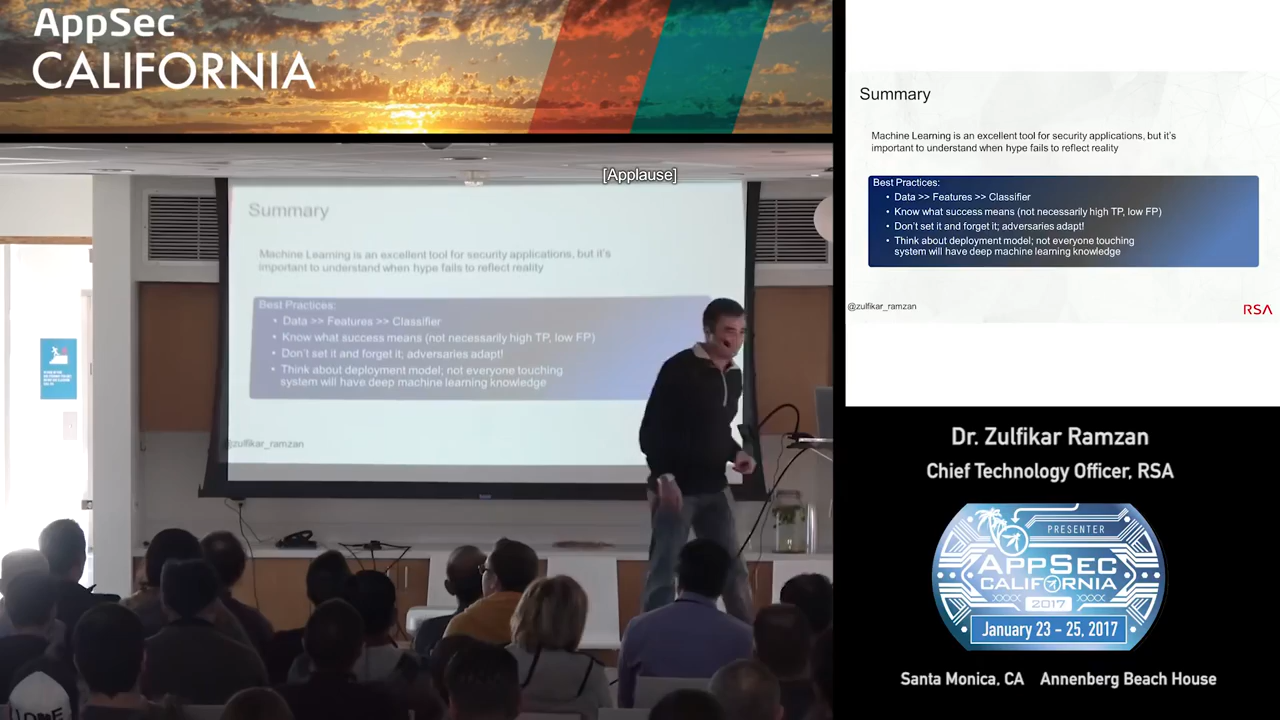 AppSec
CALIFORNIA
[Applause]
Summary
Machine Learning is an excellent tool for security applications, but it's
important to understand when hype fails to reflect reality
Best Practices:
• Data >> Features >> Classifier
• Know what success means (not necessarily high TP, low FP)
• Don't set it and forget it; adversaries adapt!
• Think about deployment model; not everyone touching
system will have deep machine learning knowledge
@zulfikar_ramzan
Summary
Machine Learning is an excellent tool for security applications, but it's
important to understand when hype fails to reflect reality
Best Practices:
• Data >> Features >> Classifier
• Know what success means (not necessarily high TP, low FP)
• Don't set it and forget it; adversaries adapt!
• Think about deployment model; not everyone touching
system will have deep machine learning knowledge
@zulfikar_ramzan
RSA
Dr. Zulfikar Ramzan
Chief Technology Officer, RSA
PRESENTER
APPSEC
CALIFORNIA
2017
January 23 - 25, 2017
Santa Monica, CA Annenberg Beach House